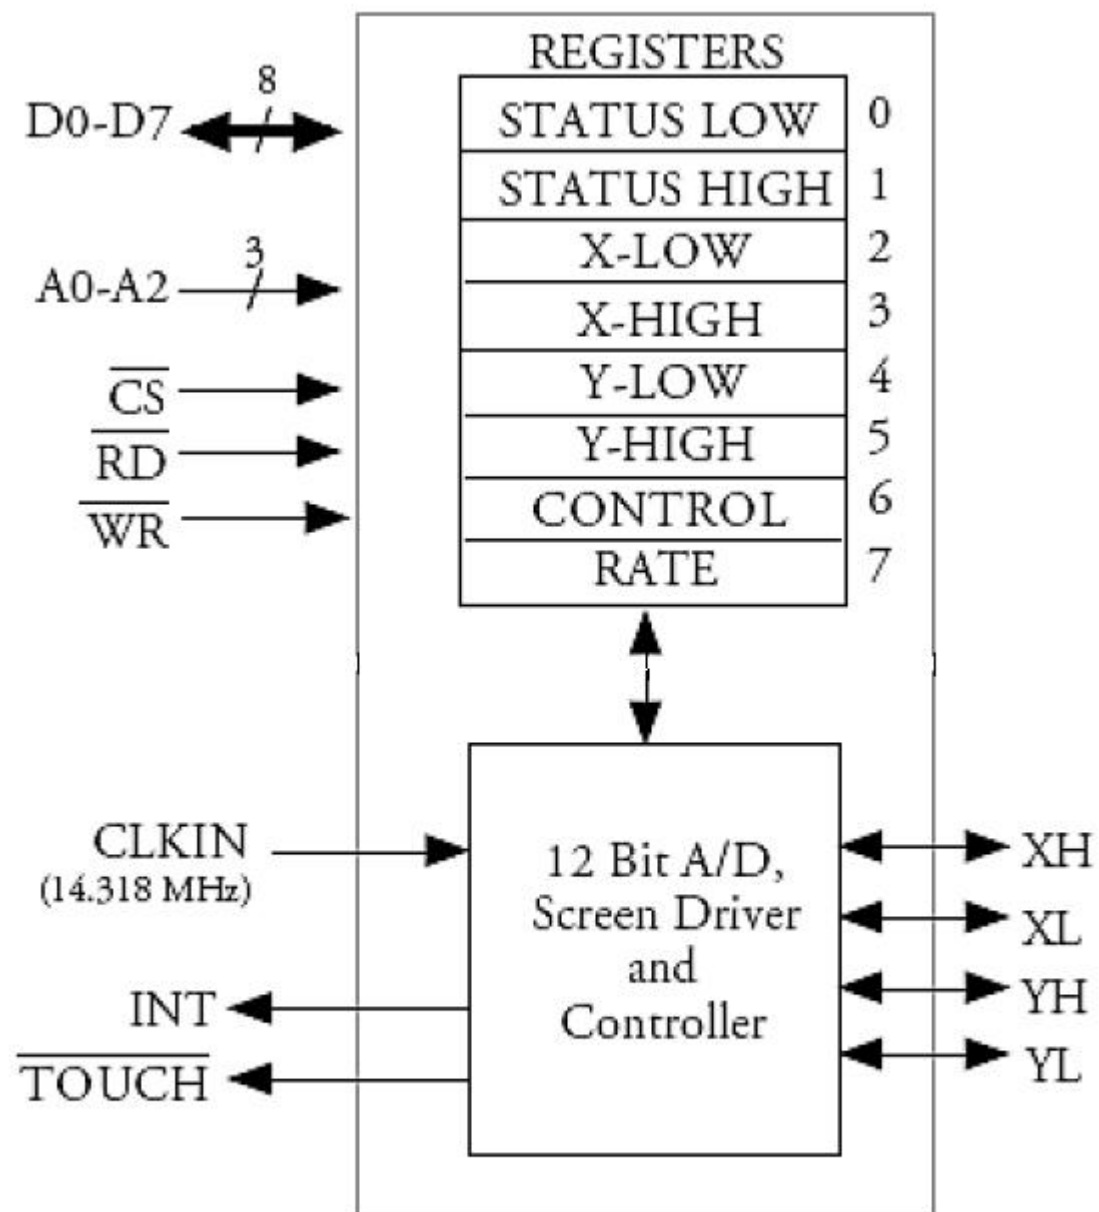 REGISTERS
D0-D7
8
STATUS LOW
0
STATUS HIGH
1
X-LOW
2
A0-A2
3
X-HIGH
3
CS
Y-LOW
4
RD
Y-HIGH
5
WR
CONTROL
6
RATE
7
CLKIN
(14.318 MHz)
12 Bit A/D,
Screen Driver
and
Controller
XH
XL
YH
YL
INT
TOUCH